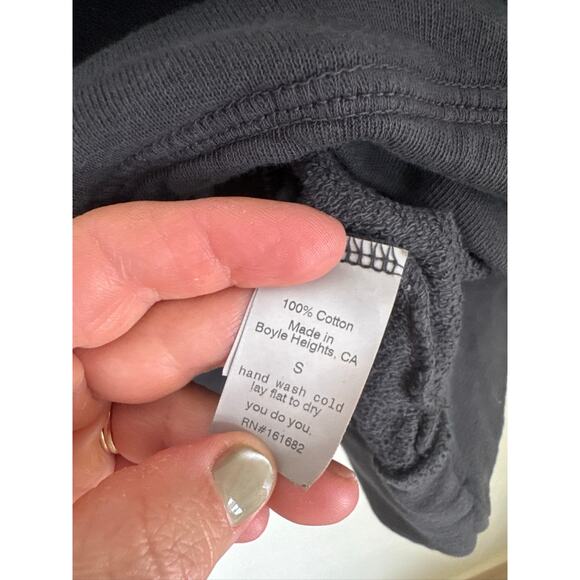 100% Cotton
Made in
Boyle Heights, CA
S
hand wash cold
lay flat to dry
you do you.
RN#161682